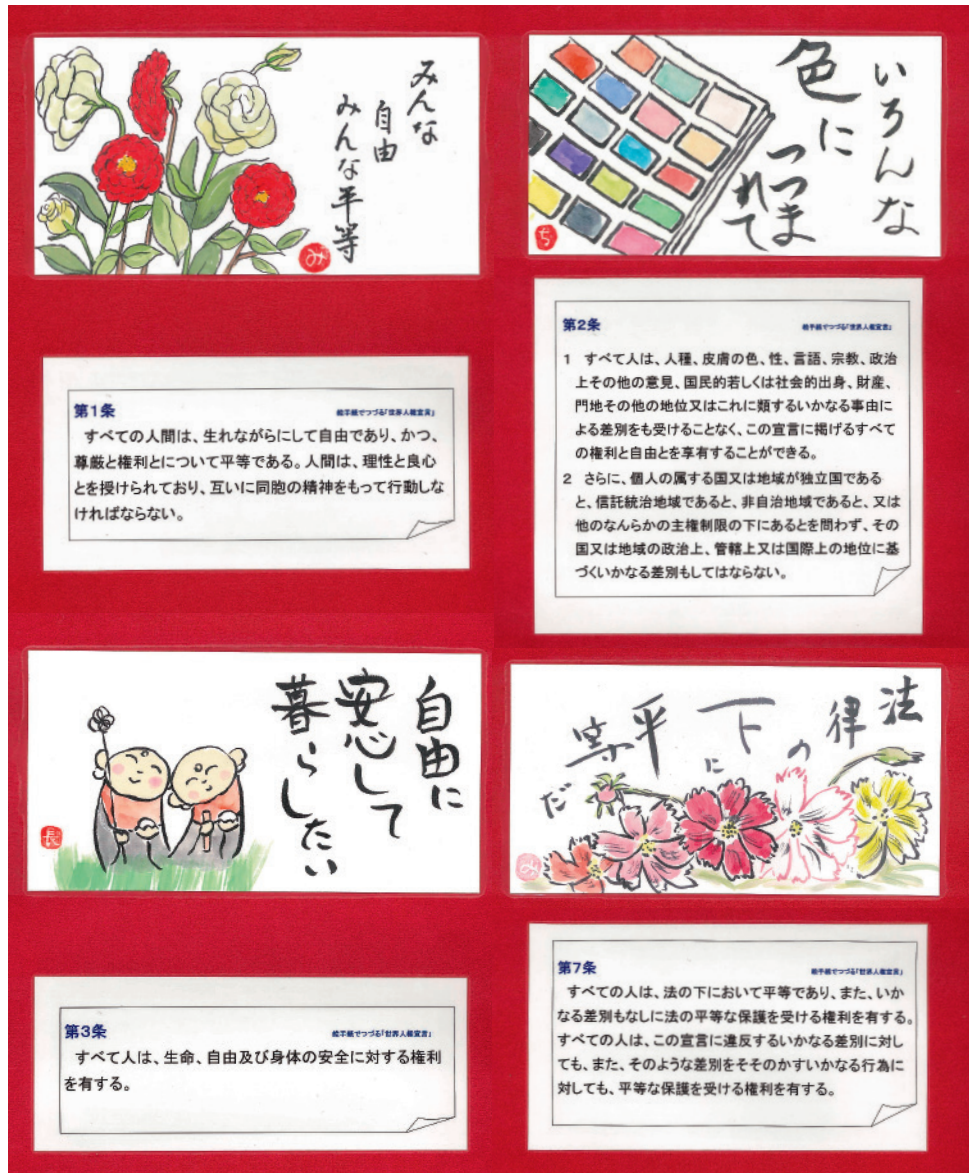 みんな
自由
みんな平等
み
いろんな
色に
つつま
れて
ち
第1条
絵手紙でつづる「世界人権宣言」
すべての人間は、生れながらにして自由であり、かつ、
尊厳と権利とについて平等である。人間は、理性と良心
とを授けられており、互いに同胞の精神をもって行動しな
ければならない。
第2条
絵手紙でつづる「世界人権宣言」
1 すべて人は、人種、皮膚の色、性、言語、宗教、政治
上その他の意見、国民的若しくは社会的出身、財産、
門地その他の地位又はこれに類するいかなる事由に
よる差別をも受けることなく、この宣言に掲げるすべて
の権利と自由とを享有することができる。
2 さらに、個人の属する国又は地域が独立国である
と、信託統治地域であると、非自治地域であると、又は
他のなんらかの主権制限の下にあるとを問わず、その
国又は地域の政治上、管轄上又は国際上の地位に基
づくいかなる差別もしてはならない。
自由に
安心して
暮らしたい
長
法律の下に平等だ
み
第3条
絵手紙でつづる「世界人権宣言」
すべて人は、生命、自由及び身体の安全に対する権利
を有する。
第7条
絵手紙でつづる「世界人権宣言」
すべての人は、法の下において平等であり、また、いか
なる差別もなしに法の平等な保護を受ける権利を有する。
すべての人は、この宣言に違反するいかなる差別に対し
ても、また、そのような差別をそそのかすいかなる行為に
対しても、平等な保護を受ける権利を有する。